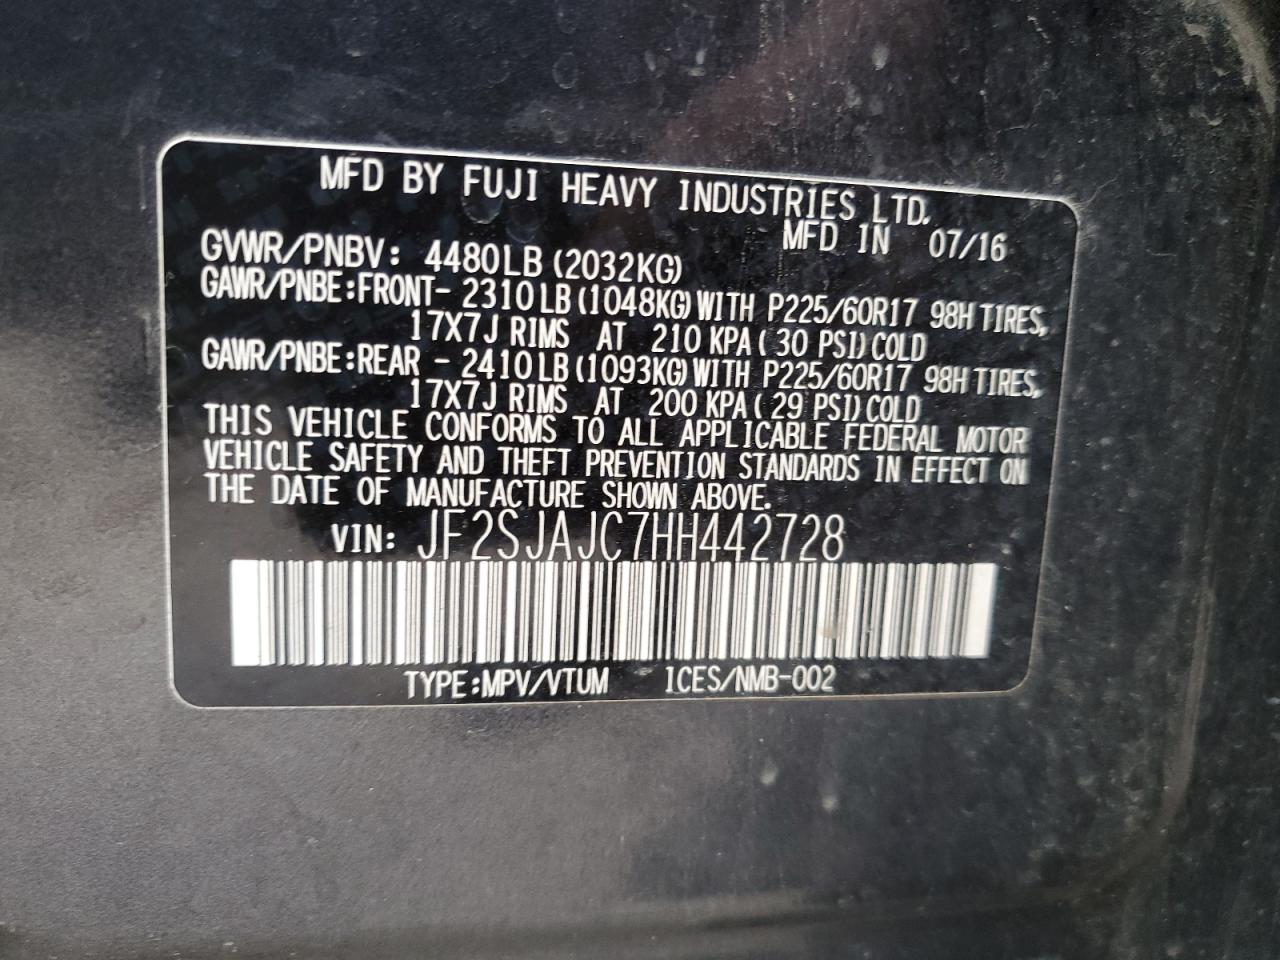 MFD BY FUJI HEAVY INDUSTRIES LTD.
MFD IN 07/16
GVWR/PNBV: 4480LB (2032KG)
GAWR/PNBE:FRONT- 2310LB(1048KG)WITH P225/60R17 98H TIRES,
17X7J RIMS AT 210 KPA( 30 PSI)COLD
GAWR/PNBE:REAR - 2410LB(1093KG)WITH P225/60R17 98H TIRES,
17X7J RIMS AT 200 KPA( 29 PSI)COLD
THIS VEHICLE CONFORMS TO ALL APPLICABLE FEDERAL MOTOR
VEHICLE SAFETY AND THEFT PREVENTION STANDARDS IN EFFECT ON
THE DATE OF MANUFACTURE SHOWN ABOVE.
VIN: JF2SJAJC7HH442728
TYPE:MPV/VTUM ICES/NMB-002